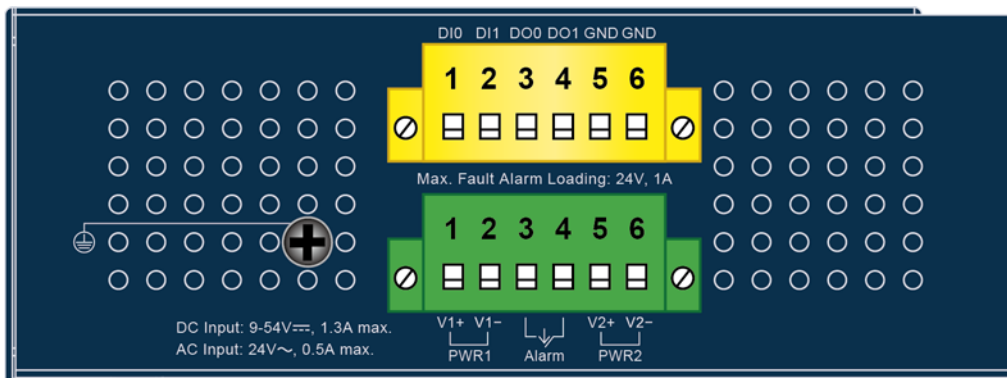 DI0 DI1 DO0 DO1 GND GND
1 2 3 4 5 6
Max. Fault Alarm Loading: 24V, 1A
1 2 3 4 5 6
V1+ V1− V2+ V2−
PWR1 Alarm PWR2
DC Input: 9-54V⎓, 1.3A max.
AC Input: 24V～, 0.5A max.